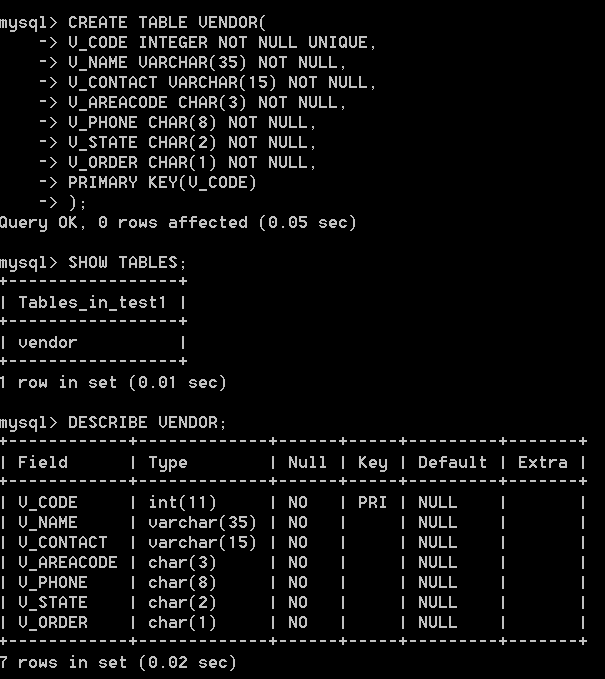 mysql> CREATE TABLE VENDOR(
    -> V_CODE INTEGER NOT NULL UNIQUE,
    -> V_NAME VARCHAR(35) NOT NULL,
    -> V_CONTACT VARCHAR(15) NOT NULL,
    -> V_AREACODE CHAR(3) NOT NULL,
    -> V_PHONE CHAR(8) NOT NULL,
    -> V_STATE CHAR(2) NOT NULL,
    -> V_ORDER CHAR(1) NOT NULL,
    -> PRIMARY KEY(V_CODE)
    -> );
Query OK, 0 rows affected (0.05 sec)

mysql> SHOW TABLES;
+-----------------+
| Tables_in_test1 |
+-----------------+
| vendor          |
+-----------------+
1 row in set (0.01 sec)

mysql> DESCRIBE VENDOR;
+------------+-------------+------+-----+---------+-------+
| Field      | Type        | Null | Key | Default | Extra |
+------------+-------------+------+-----+---------+-------+
| V_CODE     | int(11)     | NO   | PRI | NULL    |       |
| V_NAME     | varchar(35) | NO   |     | NULL    |       |
| V_CONTACT  | varchar(15) | NO   |     | NULL    |       |
| V_AREACODE | char(3)     | NO   |     | NULL    |       |
| V_PHONE    | char(8)     | NO   |     | NULL    |       |
| V_STATE    | char(2)     | NO   |     | NULL    |       |
| V_ORDER    | char(1)     | NO   |     | NULL    |       |
+------------+-------------+------+-----+---------+-------+
7 rows in set (0.02 sec)